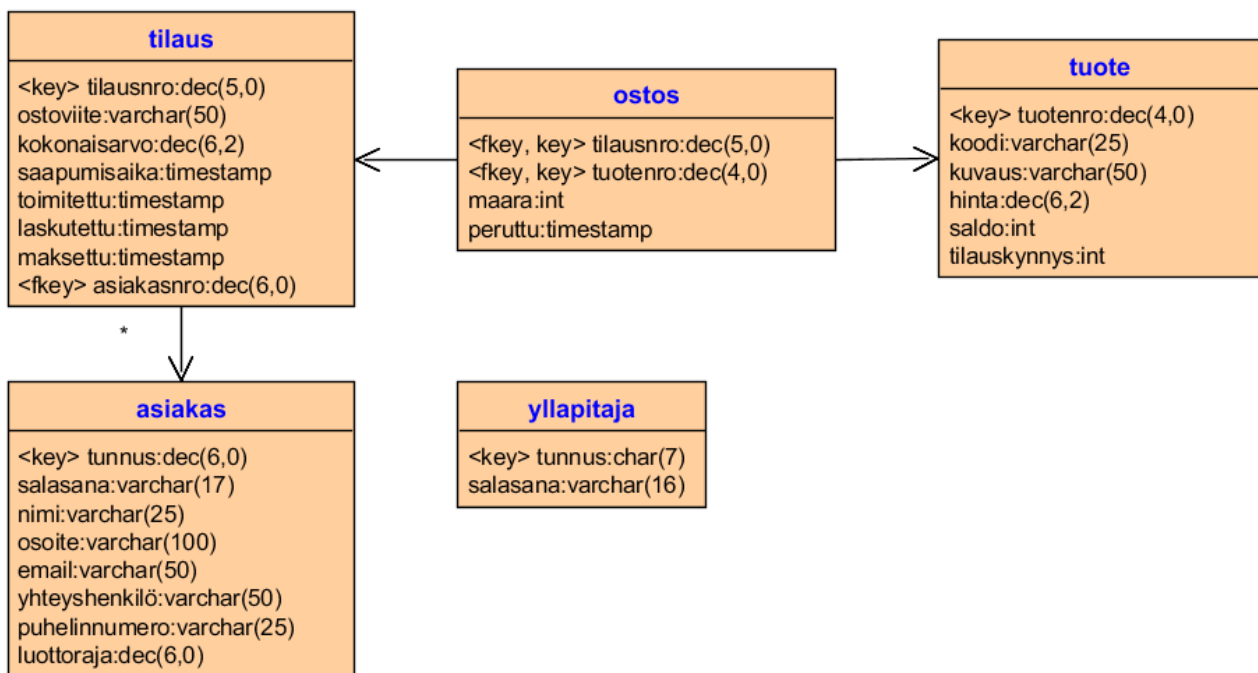 tilaus
<key> tilausnro:dec(5,0)
ostoviite:varchar(50)
kokonaisarvo:dec(6,2)
saapumisaika:timestamp
toimitettu:timestamp
laskutettu:timestamp
maksettu:timestamp
<fkey> asiakasnro:dec(6,0)
ostos
<fkey, key> tilausnro:dec(5,0)
<fkey, key> tuotenro:dec(4,0)
maara:int
peruttu:timestamp
tuote
<key> tuotenro:dec(4,0)
koodi:varchar(25)
kuvaus:varchar(50)
hinta:dec(6,2)
saldo:int
tilauskynnys:int
*
asiakas
<key> tunnus:dec(6,0)
salasana:varchar(17)
nimi:varchar(25)
osoite:varchar(100)
email:varchar(50)
yhteyshenkilö:varchar(50)
puhelinnumero:varchar(25)
luottoraja:dec(6,0)
yllapitaja
<key> tunnus:char(7)
salasana:varchar(16)